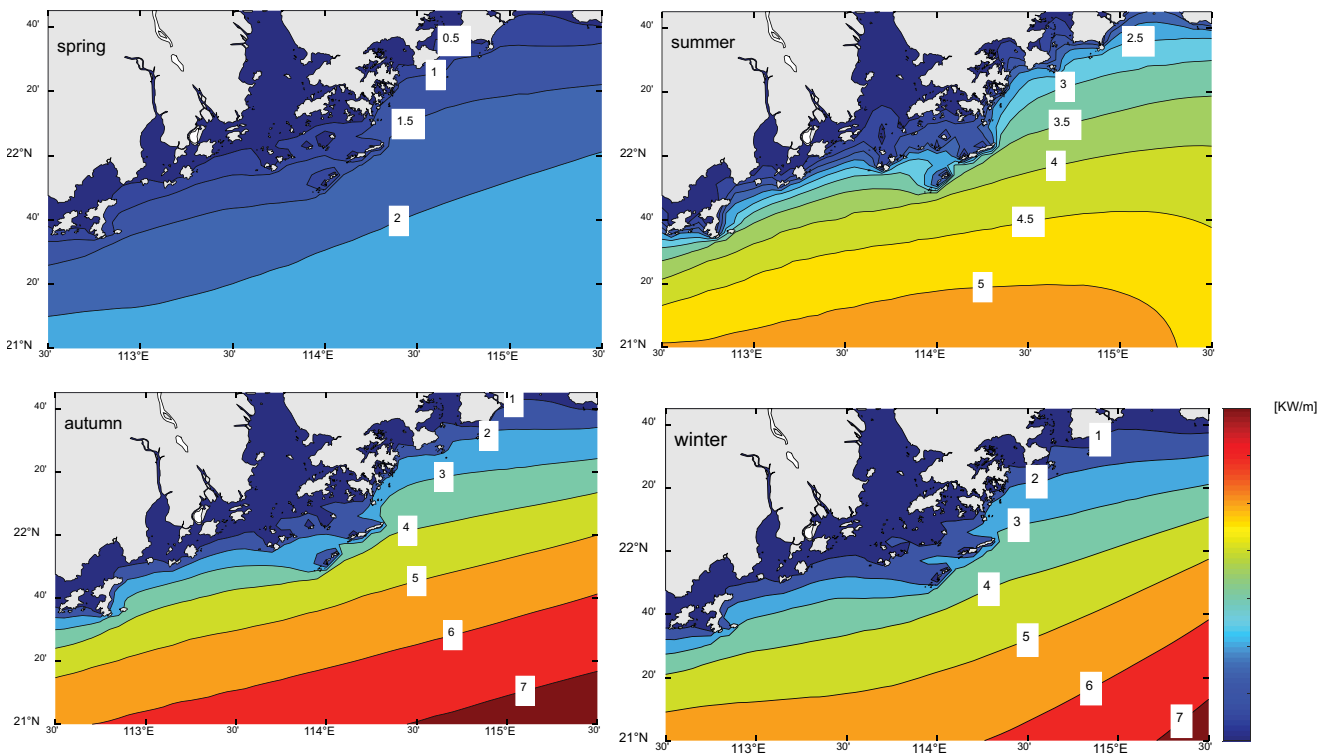 spring
40'
20'
22°N
40'
20'
21°N
30'
113°E
30'
114°E
30'
115°E
30'
0.5
1
1.5
2
summer
40'
20'
22°N
40'
20'
21°N
30'
113°E
30'
114°E
30'
115°E
30'
2.5
3
3.5
4
4.5
5
autumn
40'
20'
22°N
40'
20'
21°N
30'
113°E
30'
114°E
30'
115°E
30'
1
2
3
4
5
6
7
winter
40'
20'
22°N
40'
20'
21°N
30'
113°E
30'
114°E
30'
115°E
30'
1
2
3
4
5
6
7
[KW/m]